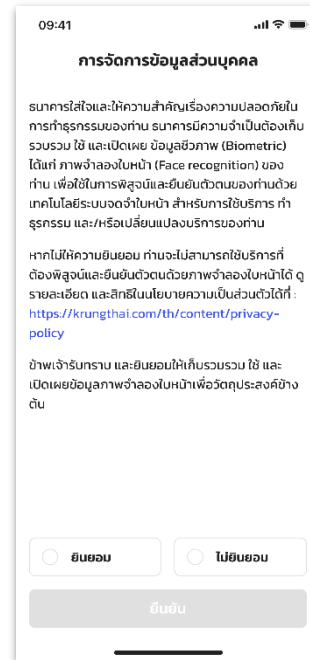 09:41
การจัดการข้อมูลส่วนบุคคล
ธนาคารใส่ใจและให้ความสำคัญเรื่องความปลอดภัยใน
การทำธุรกรรมของท่าน ธนาคารมีความจำเป็นต้องเก็บ
รวบรวม ใช้ และเปิดเผย ข้อมูลชีวภาพ (Biometric)
ได้แก่ ภาพจำลองใบหน้า (Face recognition) ของ
ท่าน เพื่อใช้ในการพิสูจน์และยืนยันตัวตนของท่านด้วย
เทคโนโลยีระบบจดจำใบหน้า สำหรับการใช้บริการ ทำ
ธุรกรรม และ/หรือเปลี่ยนแปลงบริการของท่าน
หากไม่ให้ความยินยอม ท่านจะไม่สามารถใช้บริการที่
ต้องพิสูจน์และยืนยันตัวตนด้วยภาพจำลองใบหน้าได้ ดู
รายละเอียด และสิทธิในนโยบายความเป็นส่วนตัวได้ที่ :
https://krungthai.com/th/content/privacy-
policy
ข้าพเจ้ารับทราบ และยินยอมให้เก็บรวบรวม ใช้ และ
เปิดเผยข้อมูลภาพจำลองใบหน้าเพื่อวัตถุประสงค์ข้าง
ต้น
ยินยอม
ไม่ยินยอม
ยืนยัน